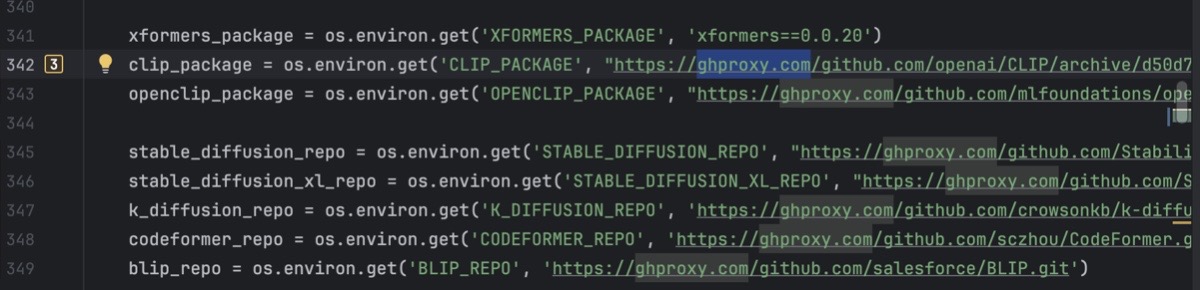 340
341 xformers_package = os.environ.get('XFORMERS_PACKAGE', 'xformers==0.0.20')
342 3 clip_package = os.environ.get('CLIP_PACKAGE', "https://ghproxy.com/github.com/openai/CLIP/archive/d50d7
343 openclip_package = os.environ.get('OPENCLIP_PACKAGE', "https://ghproxy.com/github.com/mlfoundations/ope
344
345 stable_diffusion_repo = os.environ.get('STABLE_DIFFUSION_REPO', "https://ghproxy.com/github.com/Stabili
346 stable_diffusion_xl_repo = os.environ.get('STABLE_DIFFUSION_XL_REPO', "https://ghproxy.com/github.com/S
347 k_diffusion_repo = os.environ.get('K_DIFFUSION_REPO', 'https://ghproxy.com/github.com/crowsonkb/k-diffu
348 codeformer_repo = os.environ.get('CODEFORMER_REPO', 'https://ghproxy.com/github.com/sczhou/CodeFormer.g
349 blip_repo = os.environ.get('BLIP_REPO', 'https://ghproxy.com/github.com/salesforce/BLIP.git')